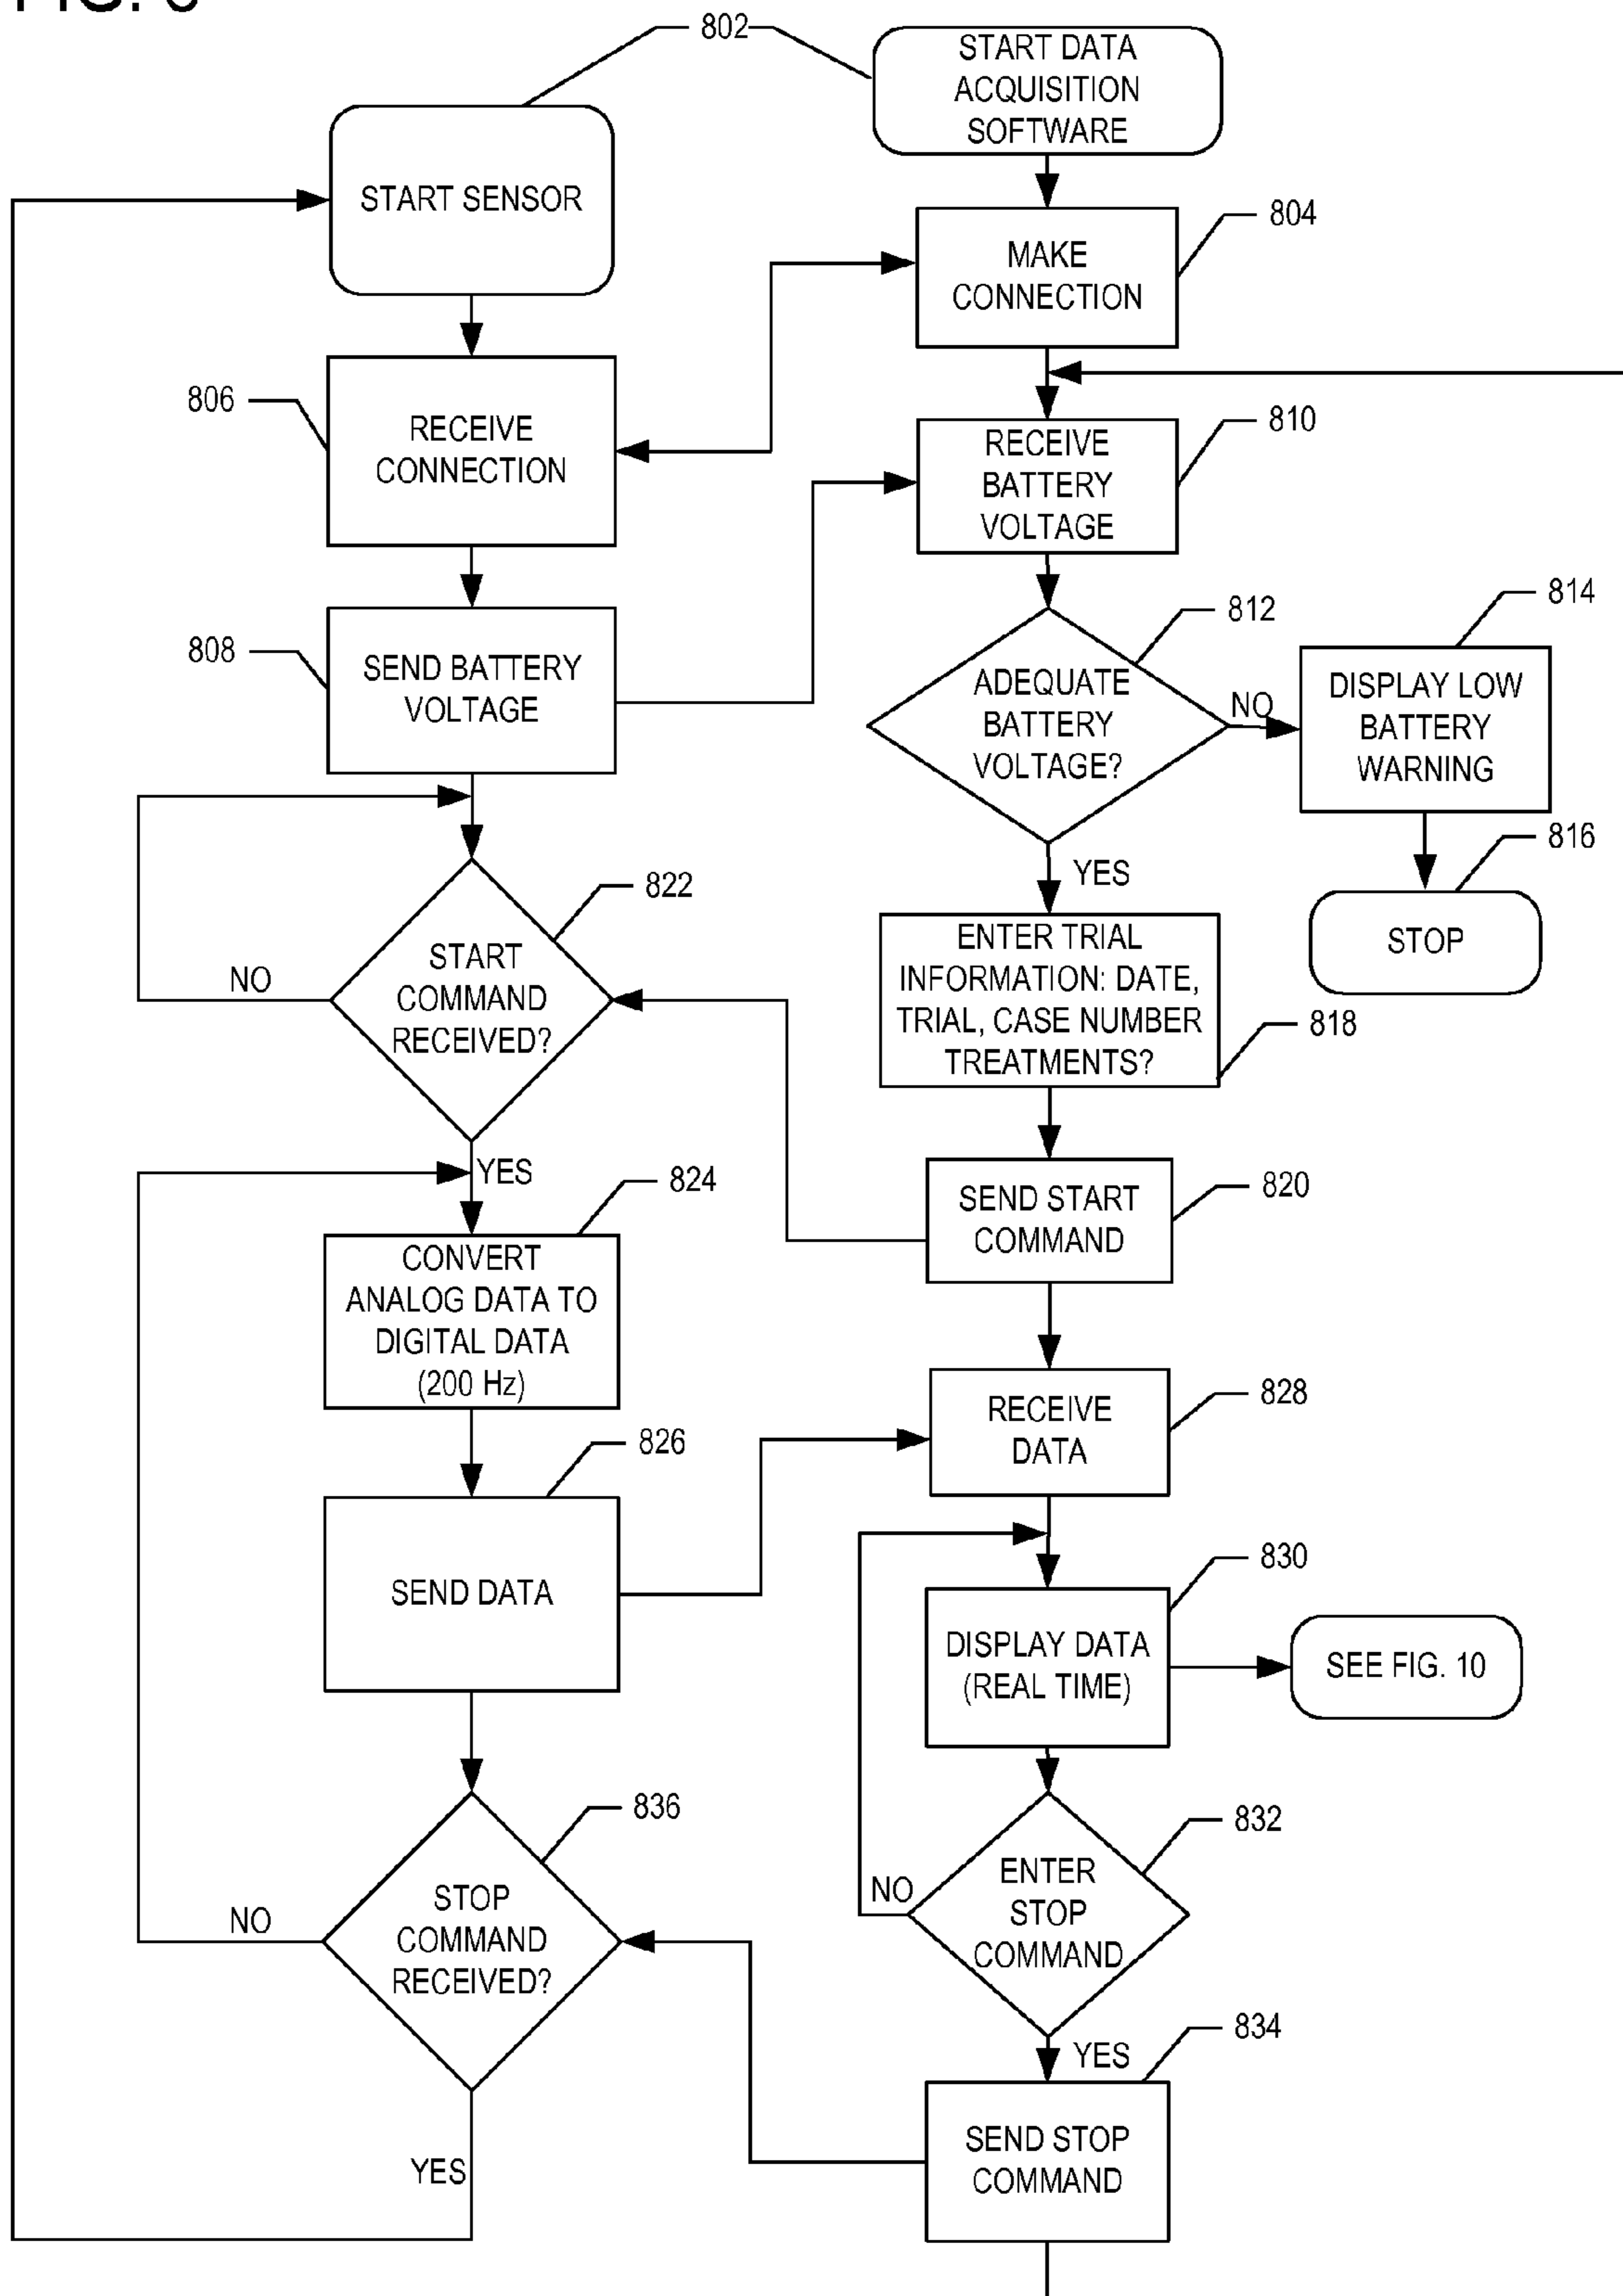 802
START DATA
ACQUISITION
SOFTWARE
START SENSOR
804
MAKE
CONNECTION
806
RECEIVE
CONNECTION
810
RECEIVE
BATTERY
VOLTAGE
808
SEND BATTERY
VOLTAGE
812
ADEQUATE
BATTERY
VOLTAGE?
NO
814
DISPLAY LOW
BATTERY
WARNING
816
STOP
YES
822
START
COMMAND
RECEIVED?
NO
ENTER TRIAL
INFORMATION: DATE,
TRIAL, CASE NUMBER
TREATMENTS?
818
YES
824
CONVERT
ANALOG DATA TO
DIGITAL DATA
(200 Hz)
820
SEND START
COMMAND
828
RECEIVE
DATA
826
SEND DATA
830
DISPLAY DATA
(REAL TIME)
SEE FIG. 10
836
STOP
COMMAND
RECEIVED?
NO
832
ENTER
STOP
COMMAND
NO
YES
834
SEND STOP
COMMAND
YES